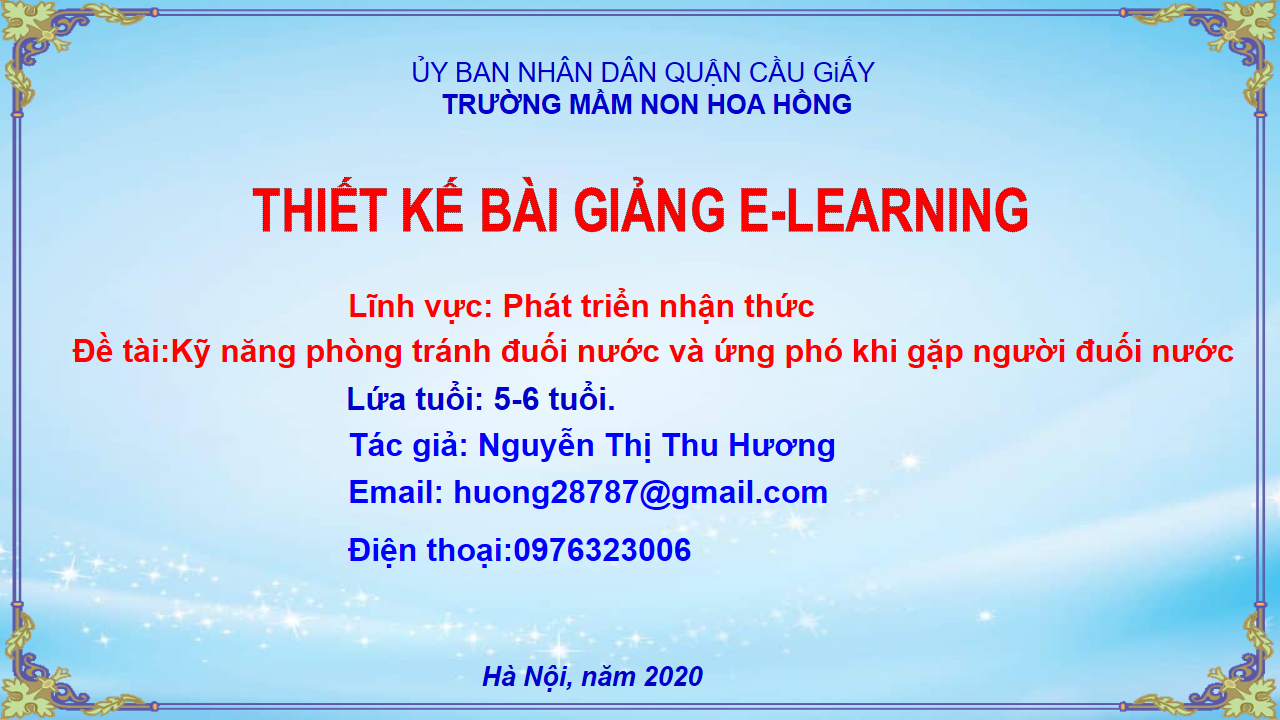 ỦY BAN NHÂN DÂN QUẬN CẦU GiẤY
TRƯỜNG MẦM NON HOA HỒNG
THIẾT KẾ BÀI GIẢNG E-LEARNING
Lĩnh vực: Phát triển nhận thức
Đề tài:Kỹ năng phòng tránh đuối nước và ứng phó khi gặp người đuối nước
Lứa tuổi: 5-6 tuổi.
Tác giả: Nguyễn Thị Thu Hương
Email: huong28787@gmail.com
Điện thoại:0976323006
Hà Nội, năm 2020